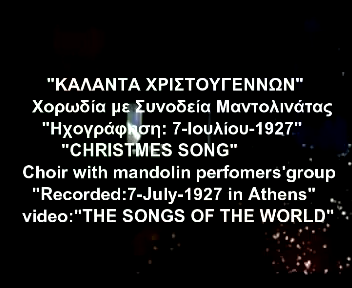 "ΚΑΛΑΝΤΑ ΧΡΙΣΤΟΥΓΕΝΝΩΝ"
Χορωδία με Συνοδεία Μαντολινάτας
"Ηχογράφηση: 7-Ιουλίου-1927"
"CHRISTMES SONG"
Choir with mandolin perfomers'group
"Recorded:7-July-1927 in Athens"
video:"THE SONGS OF THE WORLD"